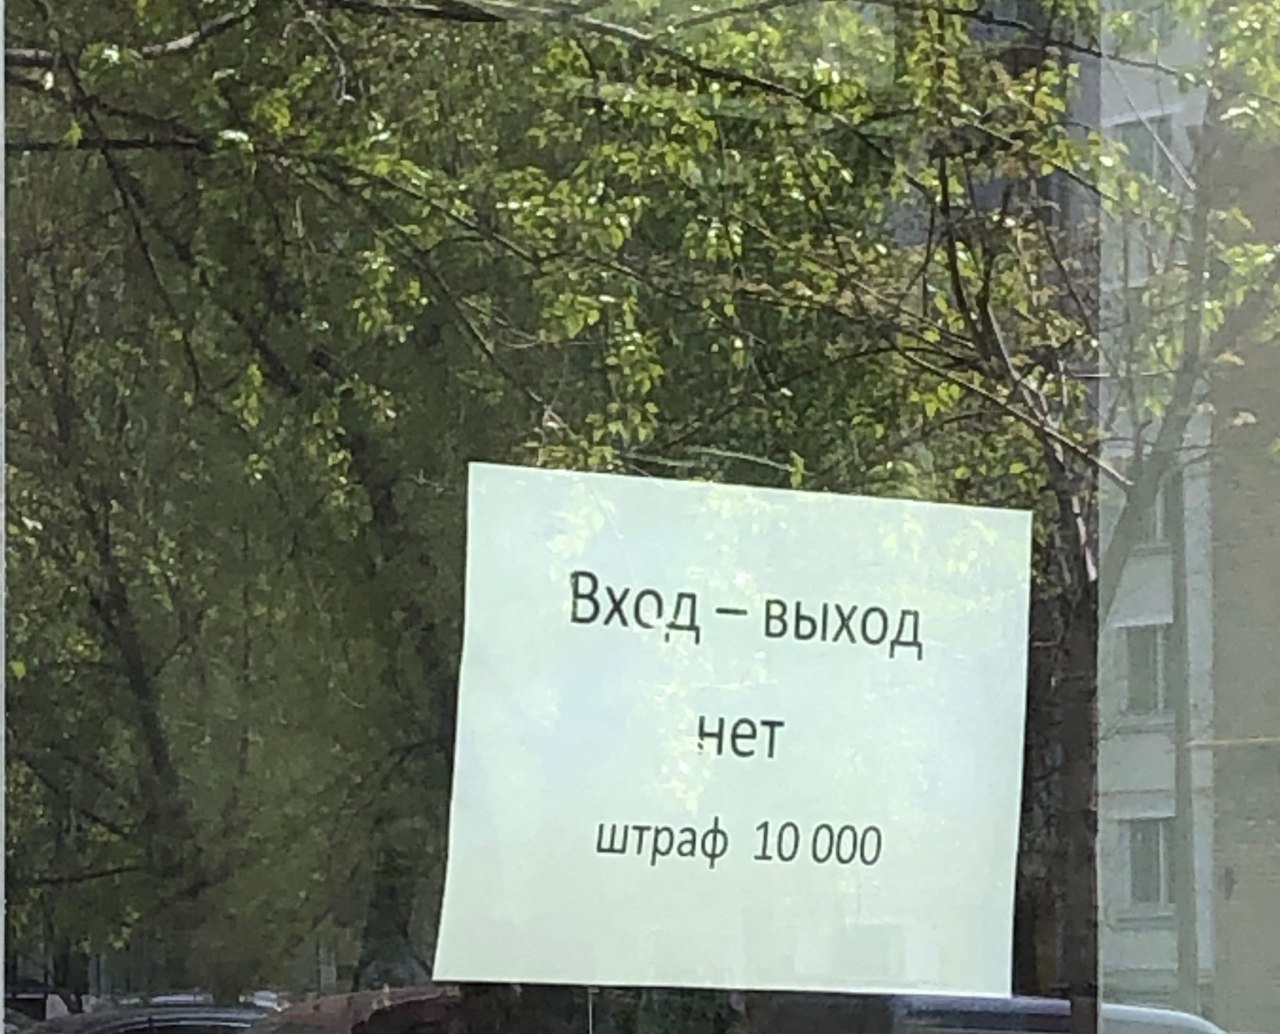 Вход – выход
нет
штраф 10 000